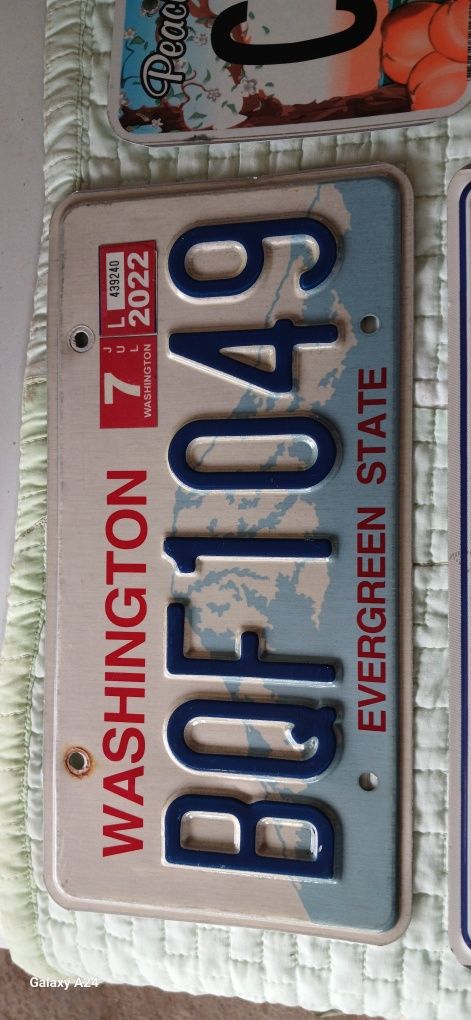 Peac
C
WASHINGTON
7
JUL
WASHINGTON
L 439240
2022
BQF1049
EVERGREEN STATE
Galaxy A24